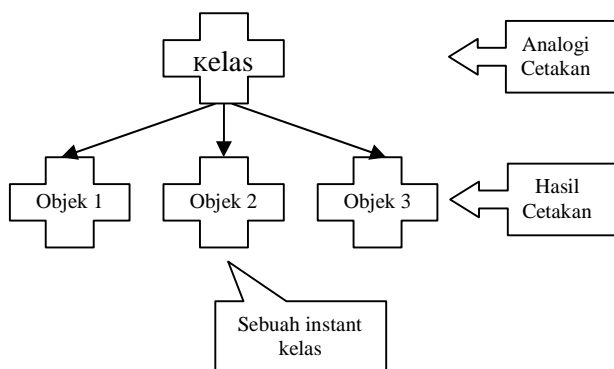 Kelas
Analogi
Cetakan
Objek 1
Objek 2
Objek 3
Hasil
Cetakan
Sebuah instant
kelas